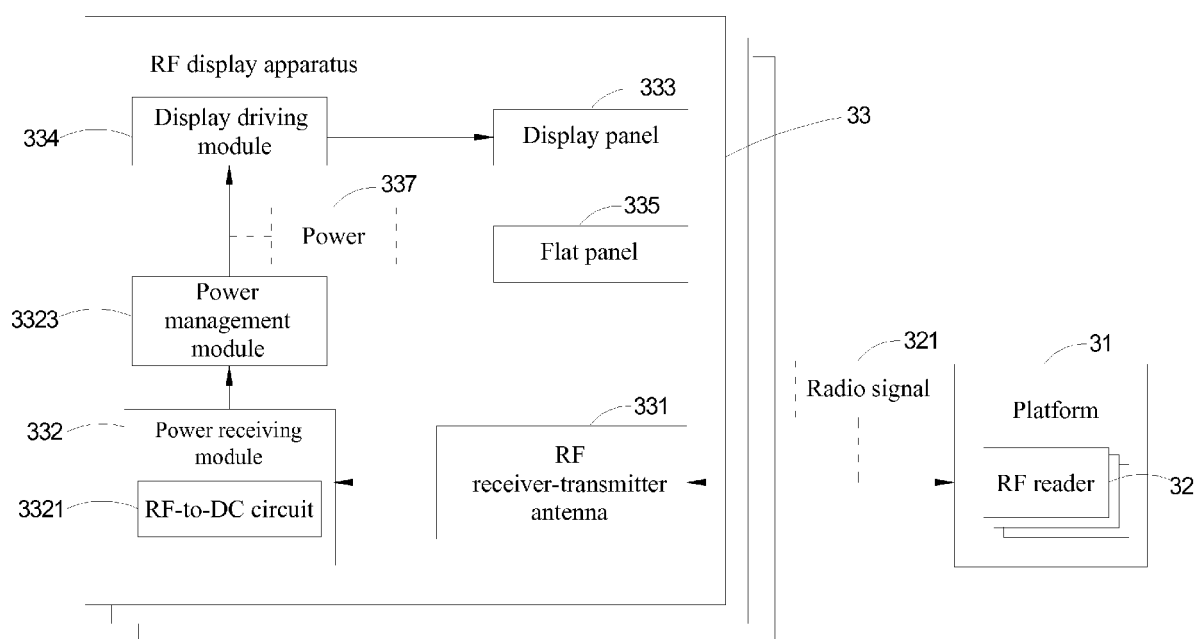 RF display apparatus
333
334
Display driving
module
Display panel
33
337
335
Power
Flat panel
3323
Power
management
module
321
31
Radio signal
Platform
332
Power receiving
module
331
RF
receiver-transmitter
antenna
3321
RF-to-DC circuit
RF reader
32